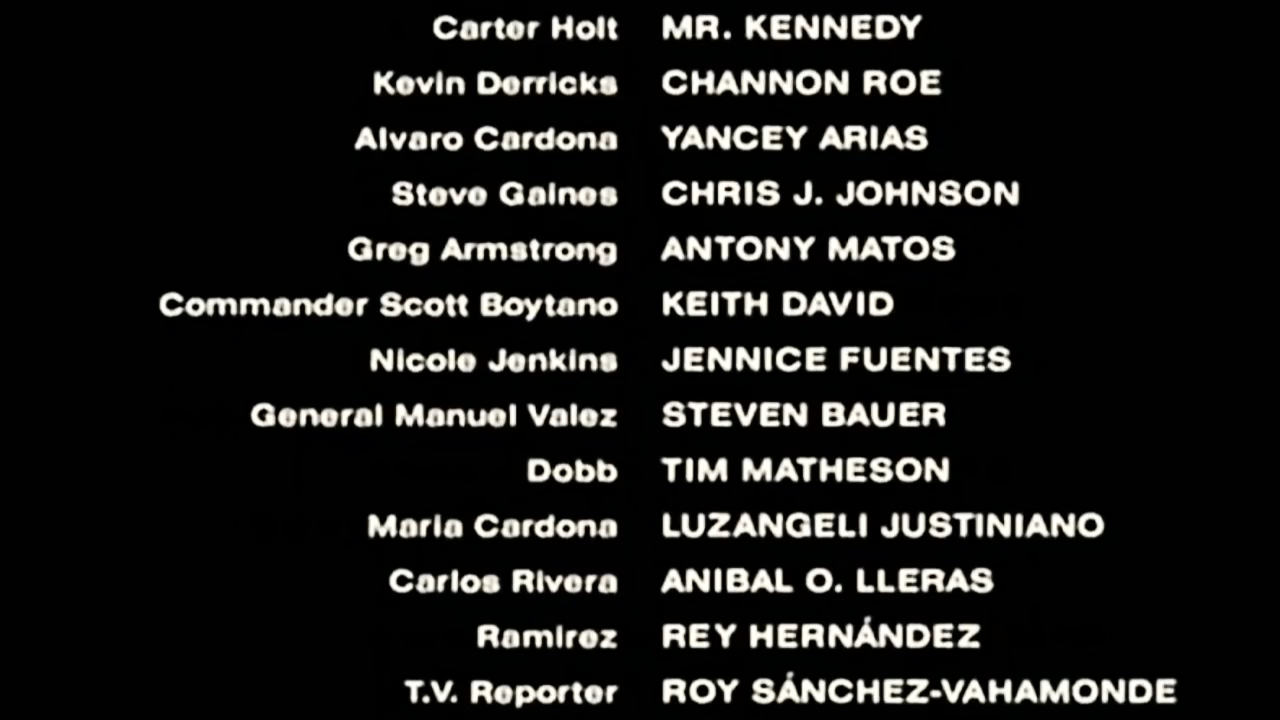 Carter Holt MR. KENNEDY
Kevin Derricks CHANNON ROE
Alvaro Cardona YANCEY ARIAS
Steve Gaines CHRIS J. JOHNSON
Greg Armstrong ANTONY MATOS
Commander Scott Boytano KEITH DAVID
Nicole Jenkins JENNICE FUENTES
General Manuel Valez STEVEN BAUER
Dobb TIM MATHESON
Maria Cardona LUZANGELI JUSTINIANO
Carlos Rivera ANIBAL O. LLERAS
Ramirez REY HERNÁNDEZ
T.V. Reporter ROY SÁNCHEZ-VAHAMONDE